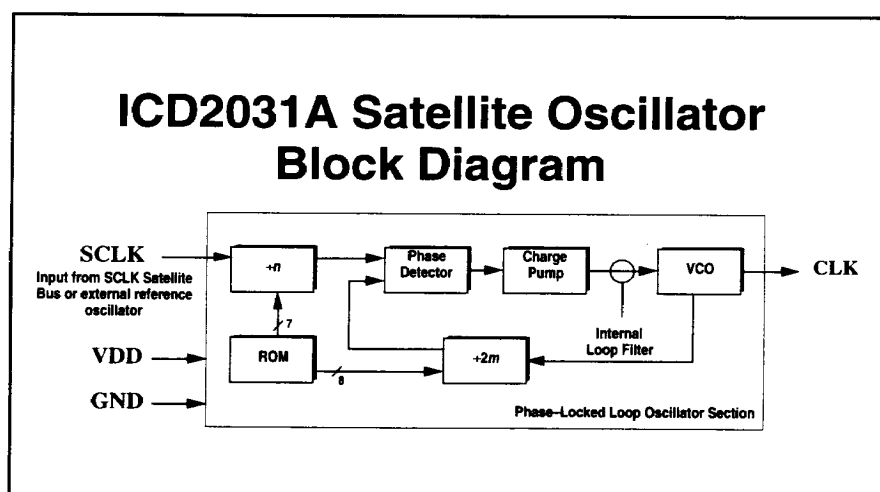 ICD2031A Satellite Oscillator
Block Diagram
SCLK
Input from SCLK Satellite
Bus or external reference
oscillator
÷n
Phase
Detector
Charge
Pump
VCO
CLK
7
Internal
Loop Filter
VDD
ROM
8
÷2m
GND
Phase–Locked Loop Oscillator Section